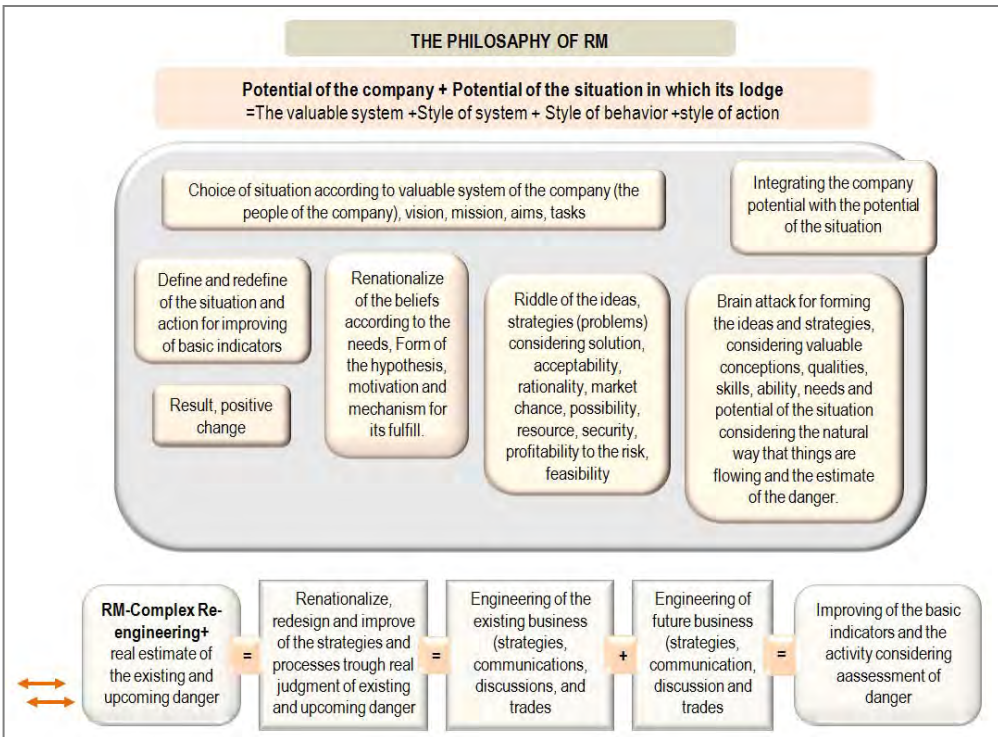 THE PHILOSAPHY OF RM
Potential of the company + Potential of the situation in which its lodge
=The valuable system +Style of system + Style of behavior +style of action
Choice of situation according to valuable system of the company (the
people of the company), vision, mission, aims, tasks
Integrating the
company
potential with the potential
of the situation
Define and redefine
of the situation and
action for improving
of basic indicators
Result, positive
change
Renationalize
of the beliefs
according to the
needs, Form of
the hypothesis,
motivation and
mechanism for
its fulfill.
Riddle of the ideas,
strategies (problems)
considering solution,
acceptability,
rationality, market
chance, possibility,
resource, security,
profitability to the risk,
feasibility
Brain attack for forming
the ideas and strategies,
considering valuable
conceptions, qualities,
skills, ability, needs and
potential of the situation
considering the natural
way that things are
flowing and the estimate
of the danger.
RM-Complex Re-
engineering+
real estimate of
the existing and
upcoming danger
=
Renationalize,
redesign and improve
of the strategies and
processes trough real
judgment of existing
and upcoming danger
=
Engineering of the
existing business
(strategies,
communications,
discussions, and
trades
+
Engineering of
future business
(strategies,
communication,
discussion and
trades
=
Improving of the basic
indicators and the
activity considering
aassessment of
danger